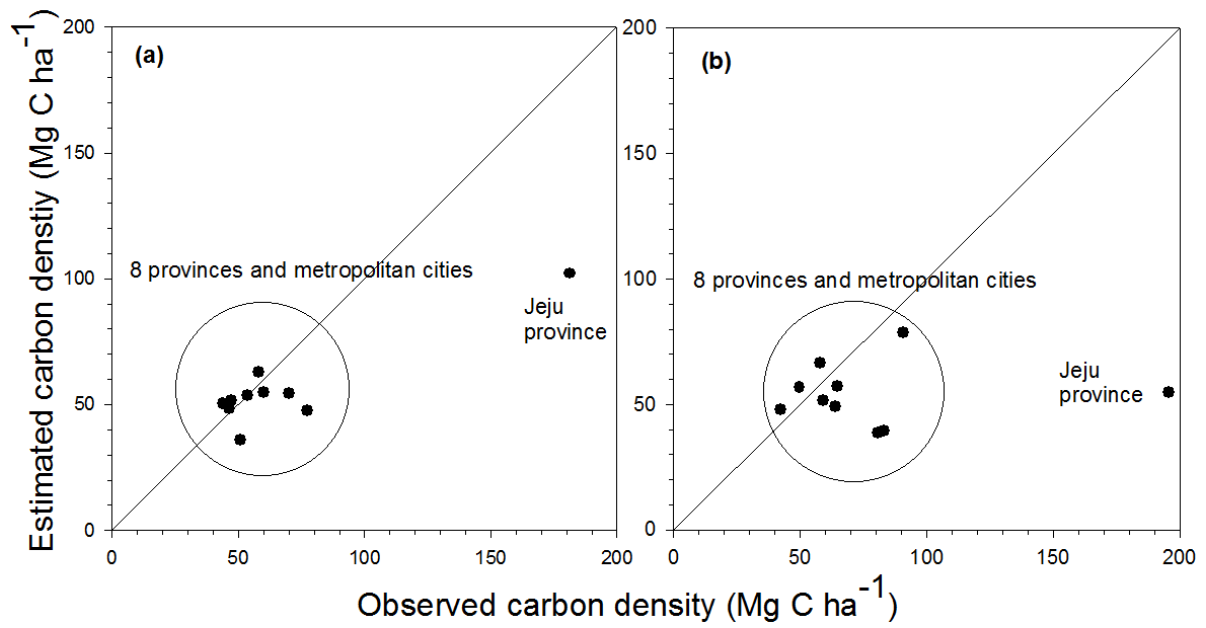 Estimated carbon denstiy (Mg C ha-1)
(a)
200
150
100
50
0
8 provinces and metropolitan cities
Jeju
province
0 50 100 150 200
(b)
200
150
100
50
0
8 provinces and metropolitan cities
Jeju
province
0 50 100 150 200
Observed carbon density (Mg C ha-1)